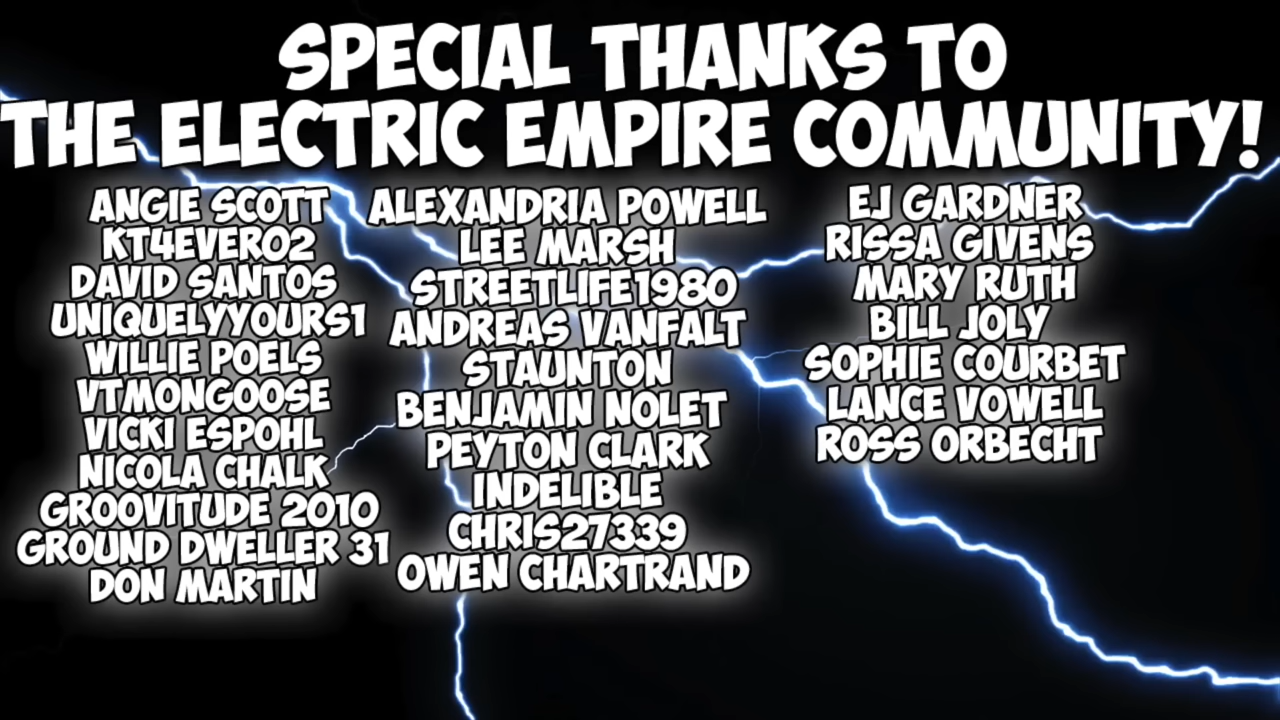 SPECIAL THANKS TO
THE ELECTRIC EMPIRE COMMUNITY!
ANGIE SCOTT
KT4EVER02
DAVID SANTOS
UNIQUELYYOURS1
WILLIE POELS
VTMONGOOSE
VICKI ESPOHL
NICOLA CHALK
GROOVITUDE 2010
GROUND DWELLER 31
DON MARTIN
ALEXANDRIA POWELL
LEE MARSH
STREETLIFE1980
ANDREAS VANFALT
STAUNTON
BENJAMIN NOLET
PEYTON CLARK
INDELIBLE
CHRIS27339
OWEN CHARTRAND
EJ GARDNER
RISSA GIVENS
MARY RUTH
BILL JOLY
SOPHIE COURBET
LANCE VOWELL
ROSS ORBECHT